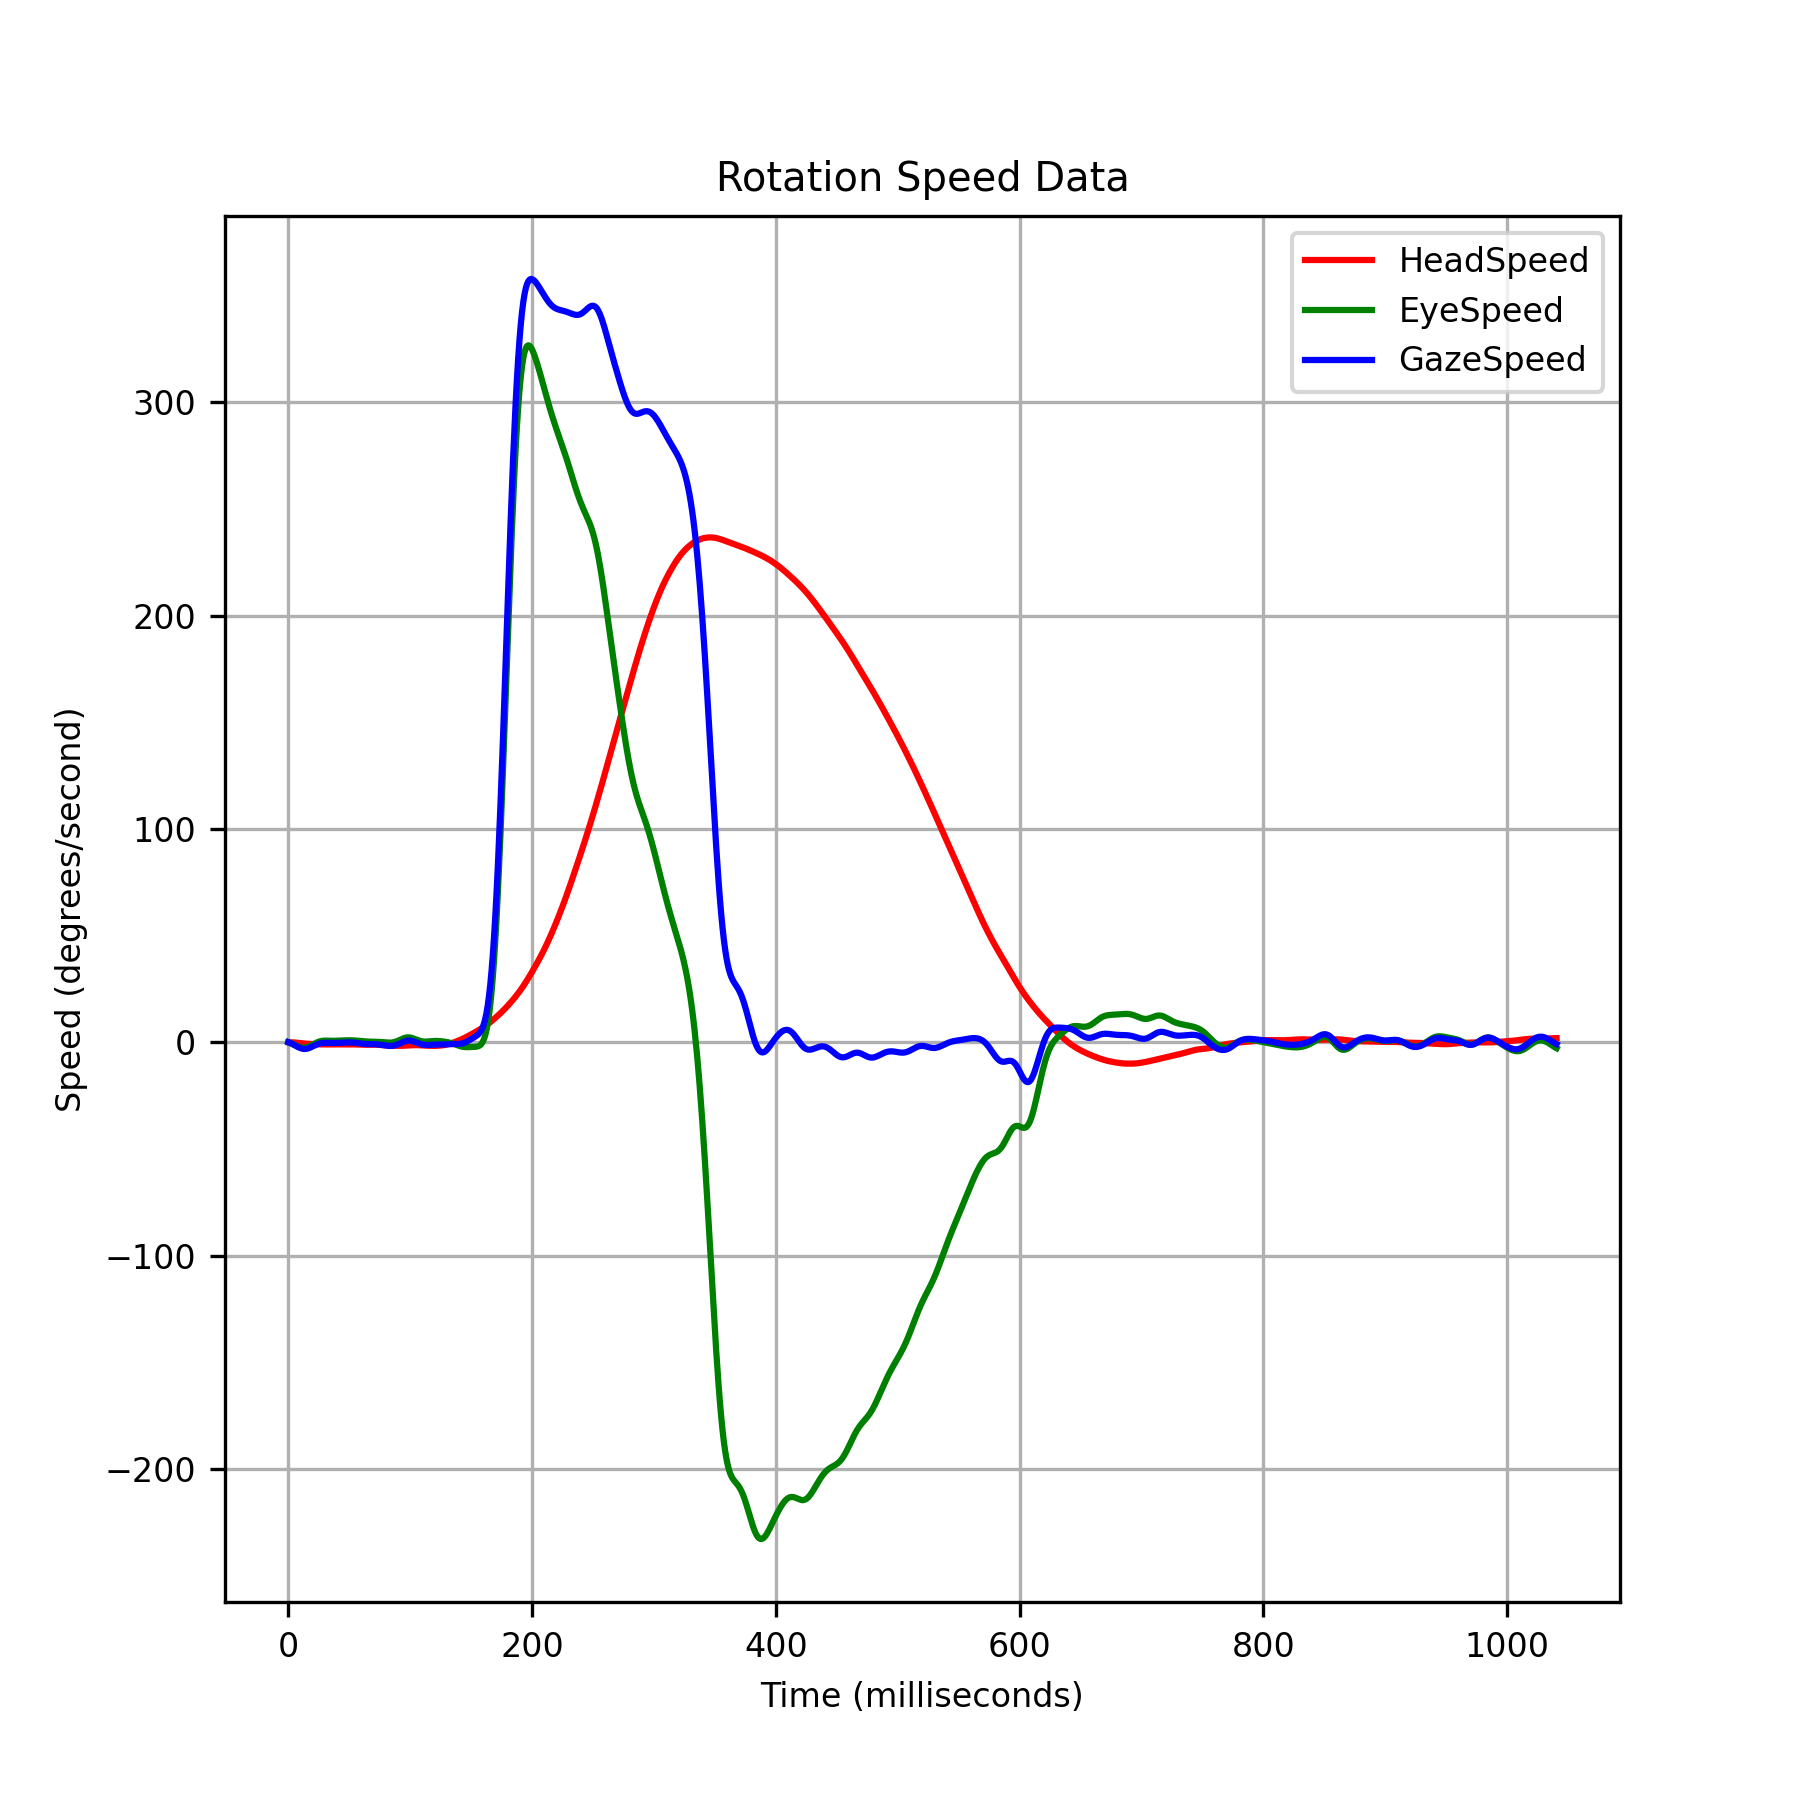 Rotation Speed Data
HeadSpeed
EyeSpeed
GazeSpeed
300
200
100
0
−100
−200
Speed (degrees/second)
0 200 400 600 800 1000
Time (milliseconds)